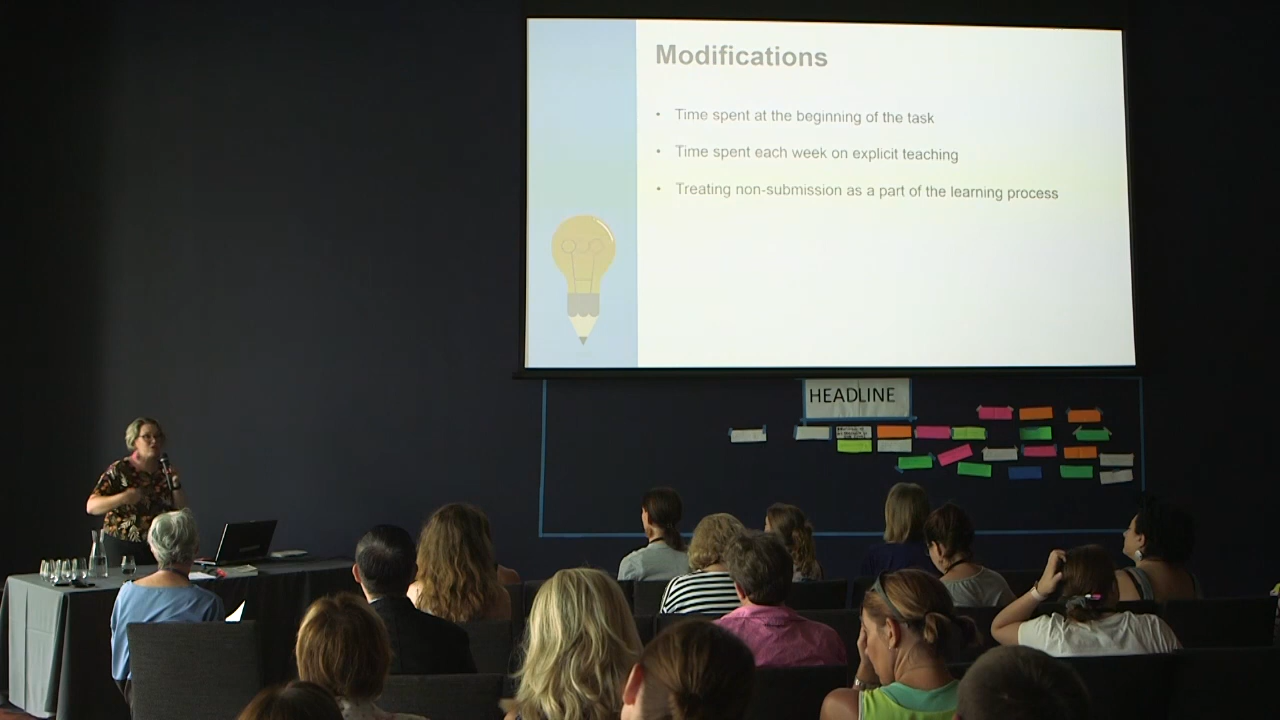 Modifications
• Time spent at the beginning of the task
• Time spent each week on explicit teaching
• Treating non-submission as a part of the learning process
HEADLINE